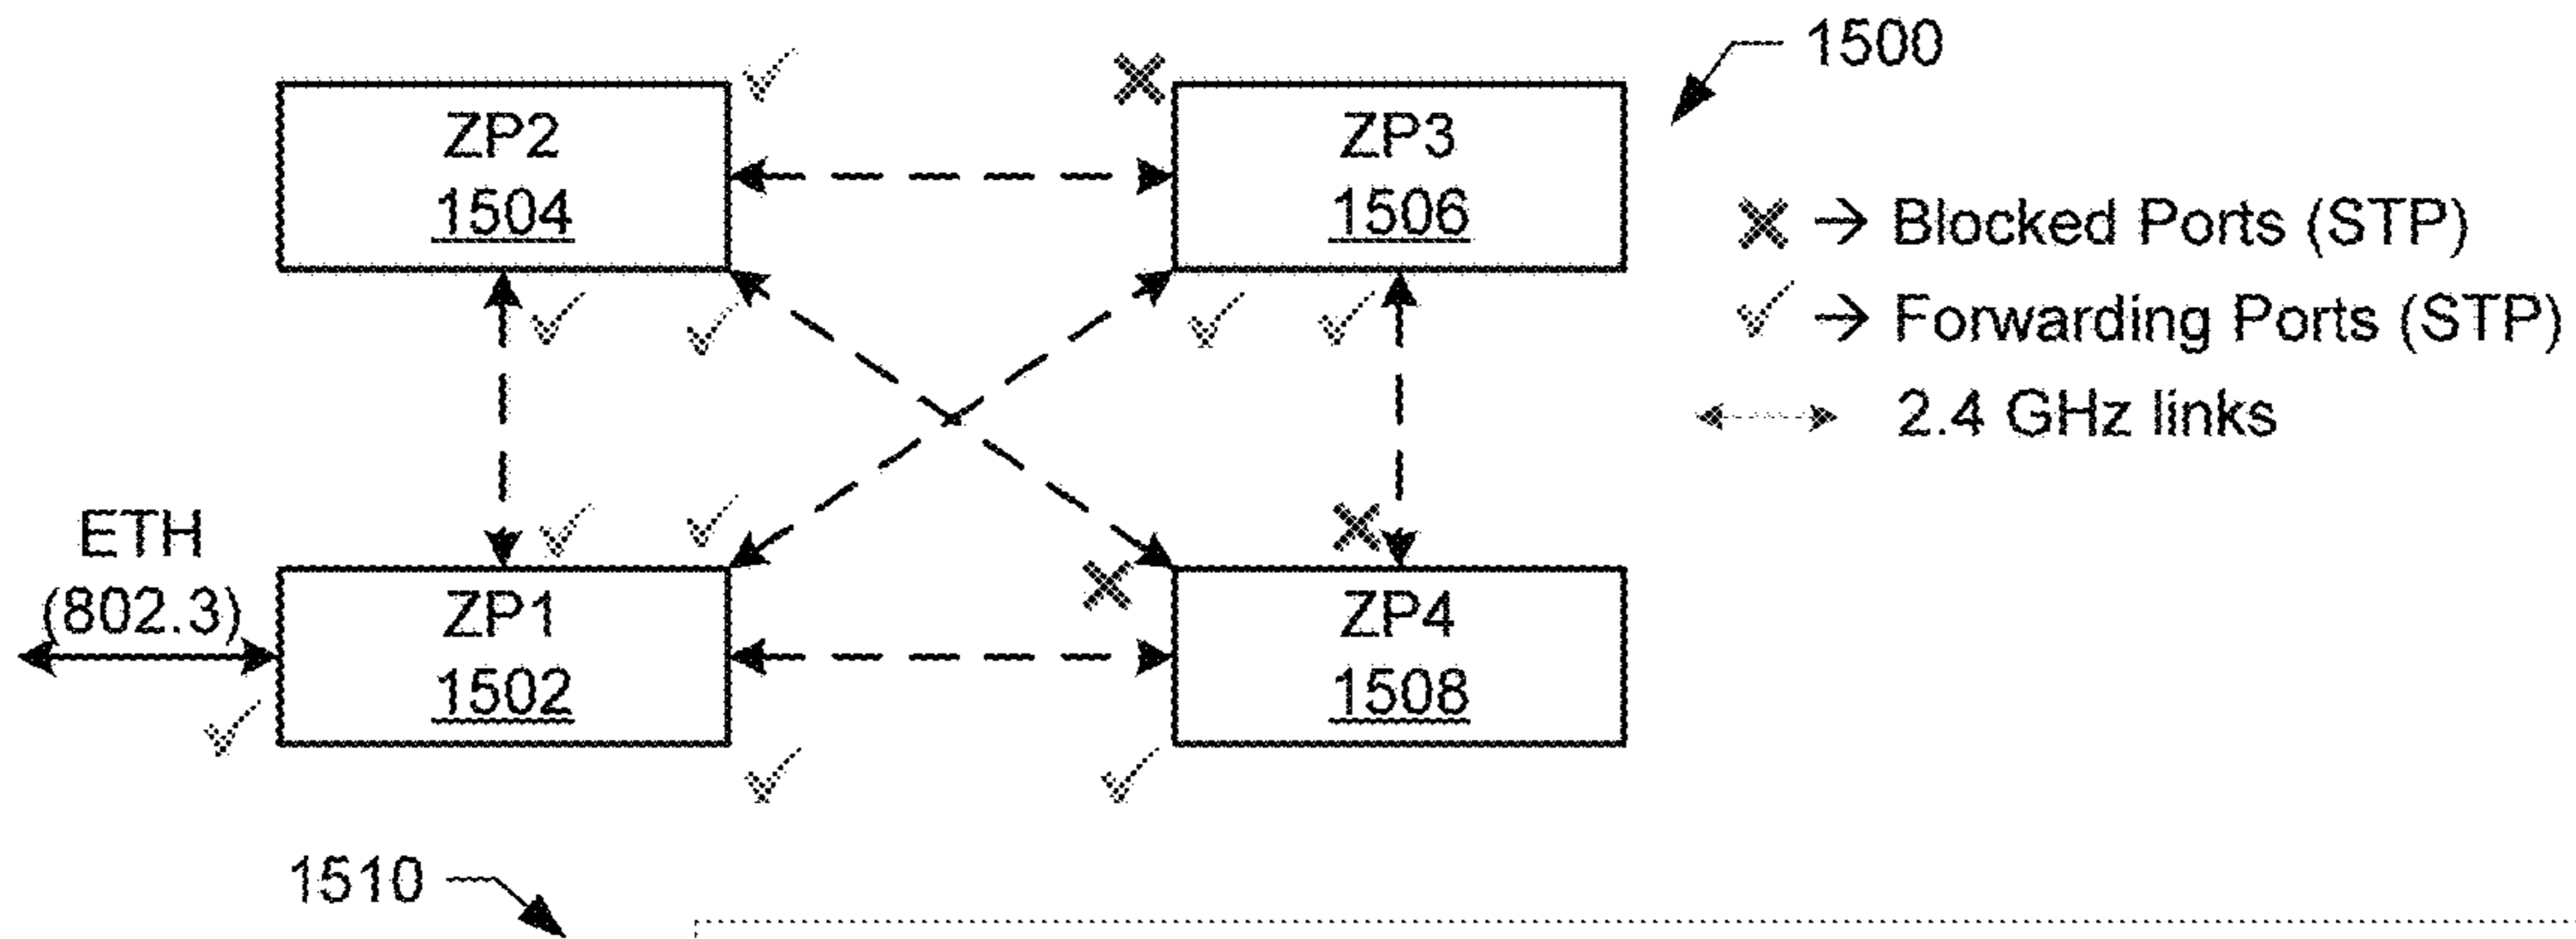 1500
ZP2
1504
ZP3
1506
✕ → Blocked Ports (STP)
✓ → Forwarding Ports (STP)
2.4 GHz links
ETH
(802.3)
ZP1
1502
ZP4
1508
1510